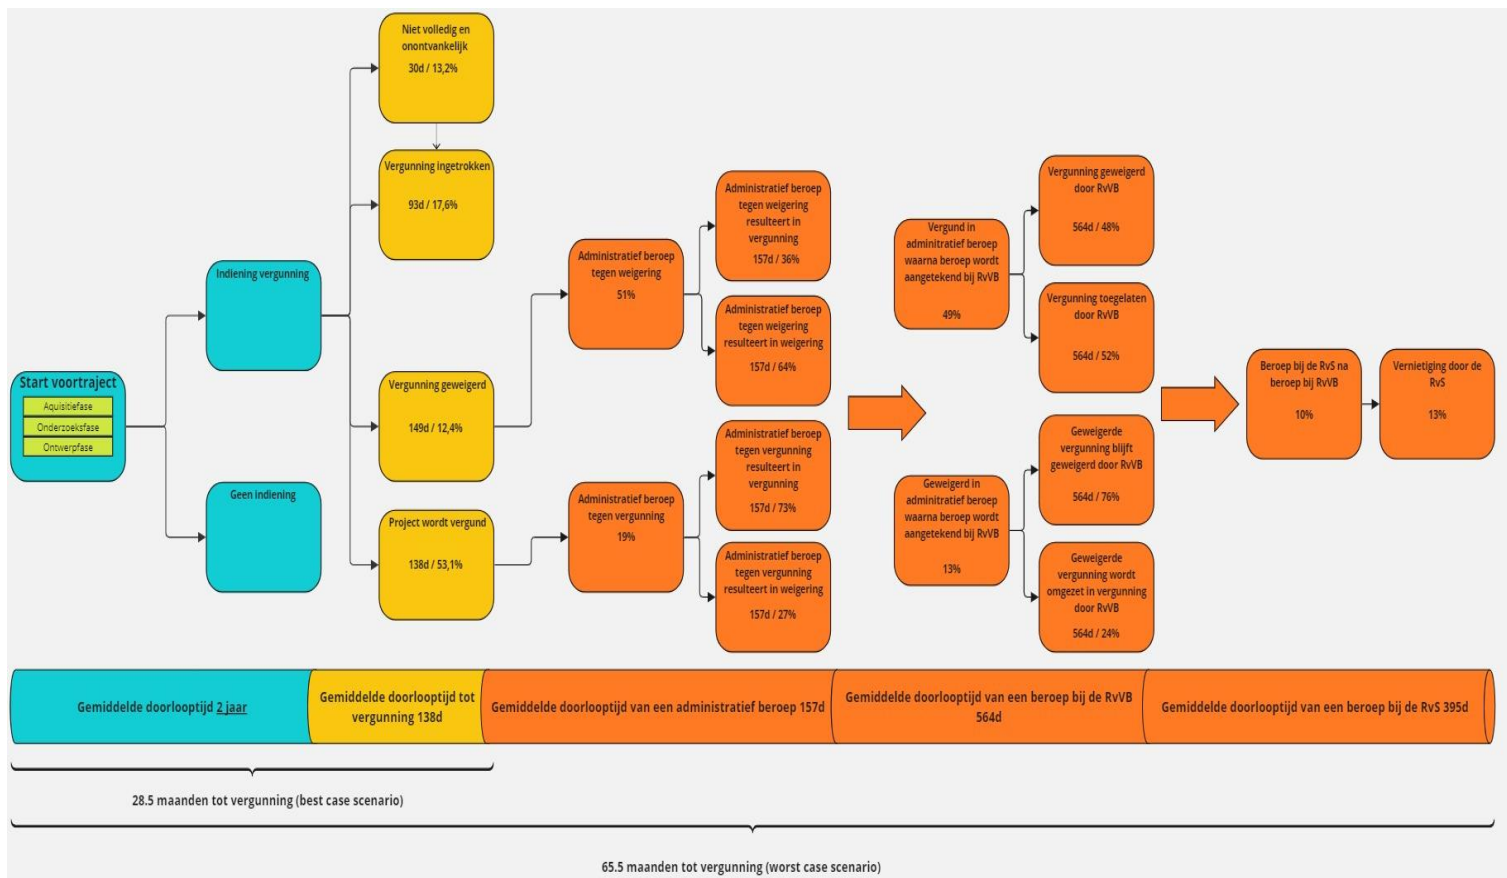 Niet volledig en
onontvankelijk
30d / 13,2%
Vergunning ingetrokken
93d / 17,6%
Indiening vergunning
Start voortraject
Aquisitiefase
Onderzoeksfase
Ontwerpfase
Geen indiening
Vergunning geweigerd
149d / 12,4%
Project wordt vergund
138d / 53,1%
Administratief beroep
tegen weigering
51%
Administratief beroep
tegen vergunning
19%
Administratief beroep
tegen weigering
resulteert in
vergunning
157d / 36%
Administratief beroep
tegen weigering
resulteert in weigering
157d / 64%
Administratief beroep
tegen vergunning
resulteert in
vergunning
157d / 73%
Administratief beroep
tegen vergunning
resulteert in weigering
157d / 27%
Vergund in
adminitratief beroep
waarna beroep wordt
aangetekend bij RvVB
49%
Geweigerd in
adminitratief beroep
waarna beroep wordt
aangetekend bij RvVB
13%
Vergunning geweigerd
door RvVB
564d / 48%
Vergunning toegelaten
door RvVB
564d / 52%
Geweigerde
vergunning blijft
geweigerd door RvVB
564d / 76%
Geweigerde
vergunning wordt
omgezet in vergunning
door RvVB
564d / 24%
Beroep bij de RvS na
beroep bij RvVB
10%
Vernietiging door de
RvS
13%
Gemiddelde doorlooptijd 2 jaar
Gemiddelde doorlooptijd tot
vergunning 138d
Gemiddelde doorlooptijd van een administratief beroep 157d
Gemiddelde doorlooptijd van een beroep bij de RvVB
564d
Gemiddelde doorlooptijd van een beroep bij de RvS 395d
28.5 maanden tot vergunning (best case scenario)
65.5 maanden tot vergunning (worst case scenario)